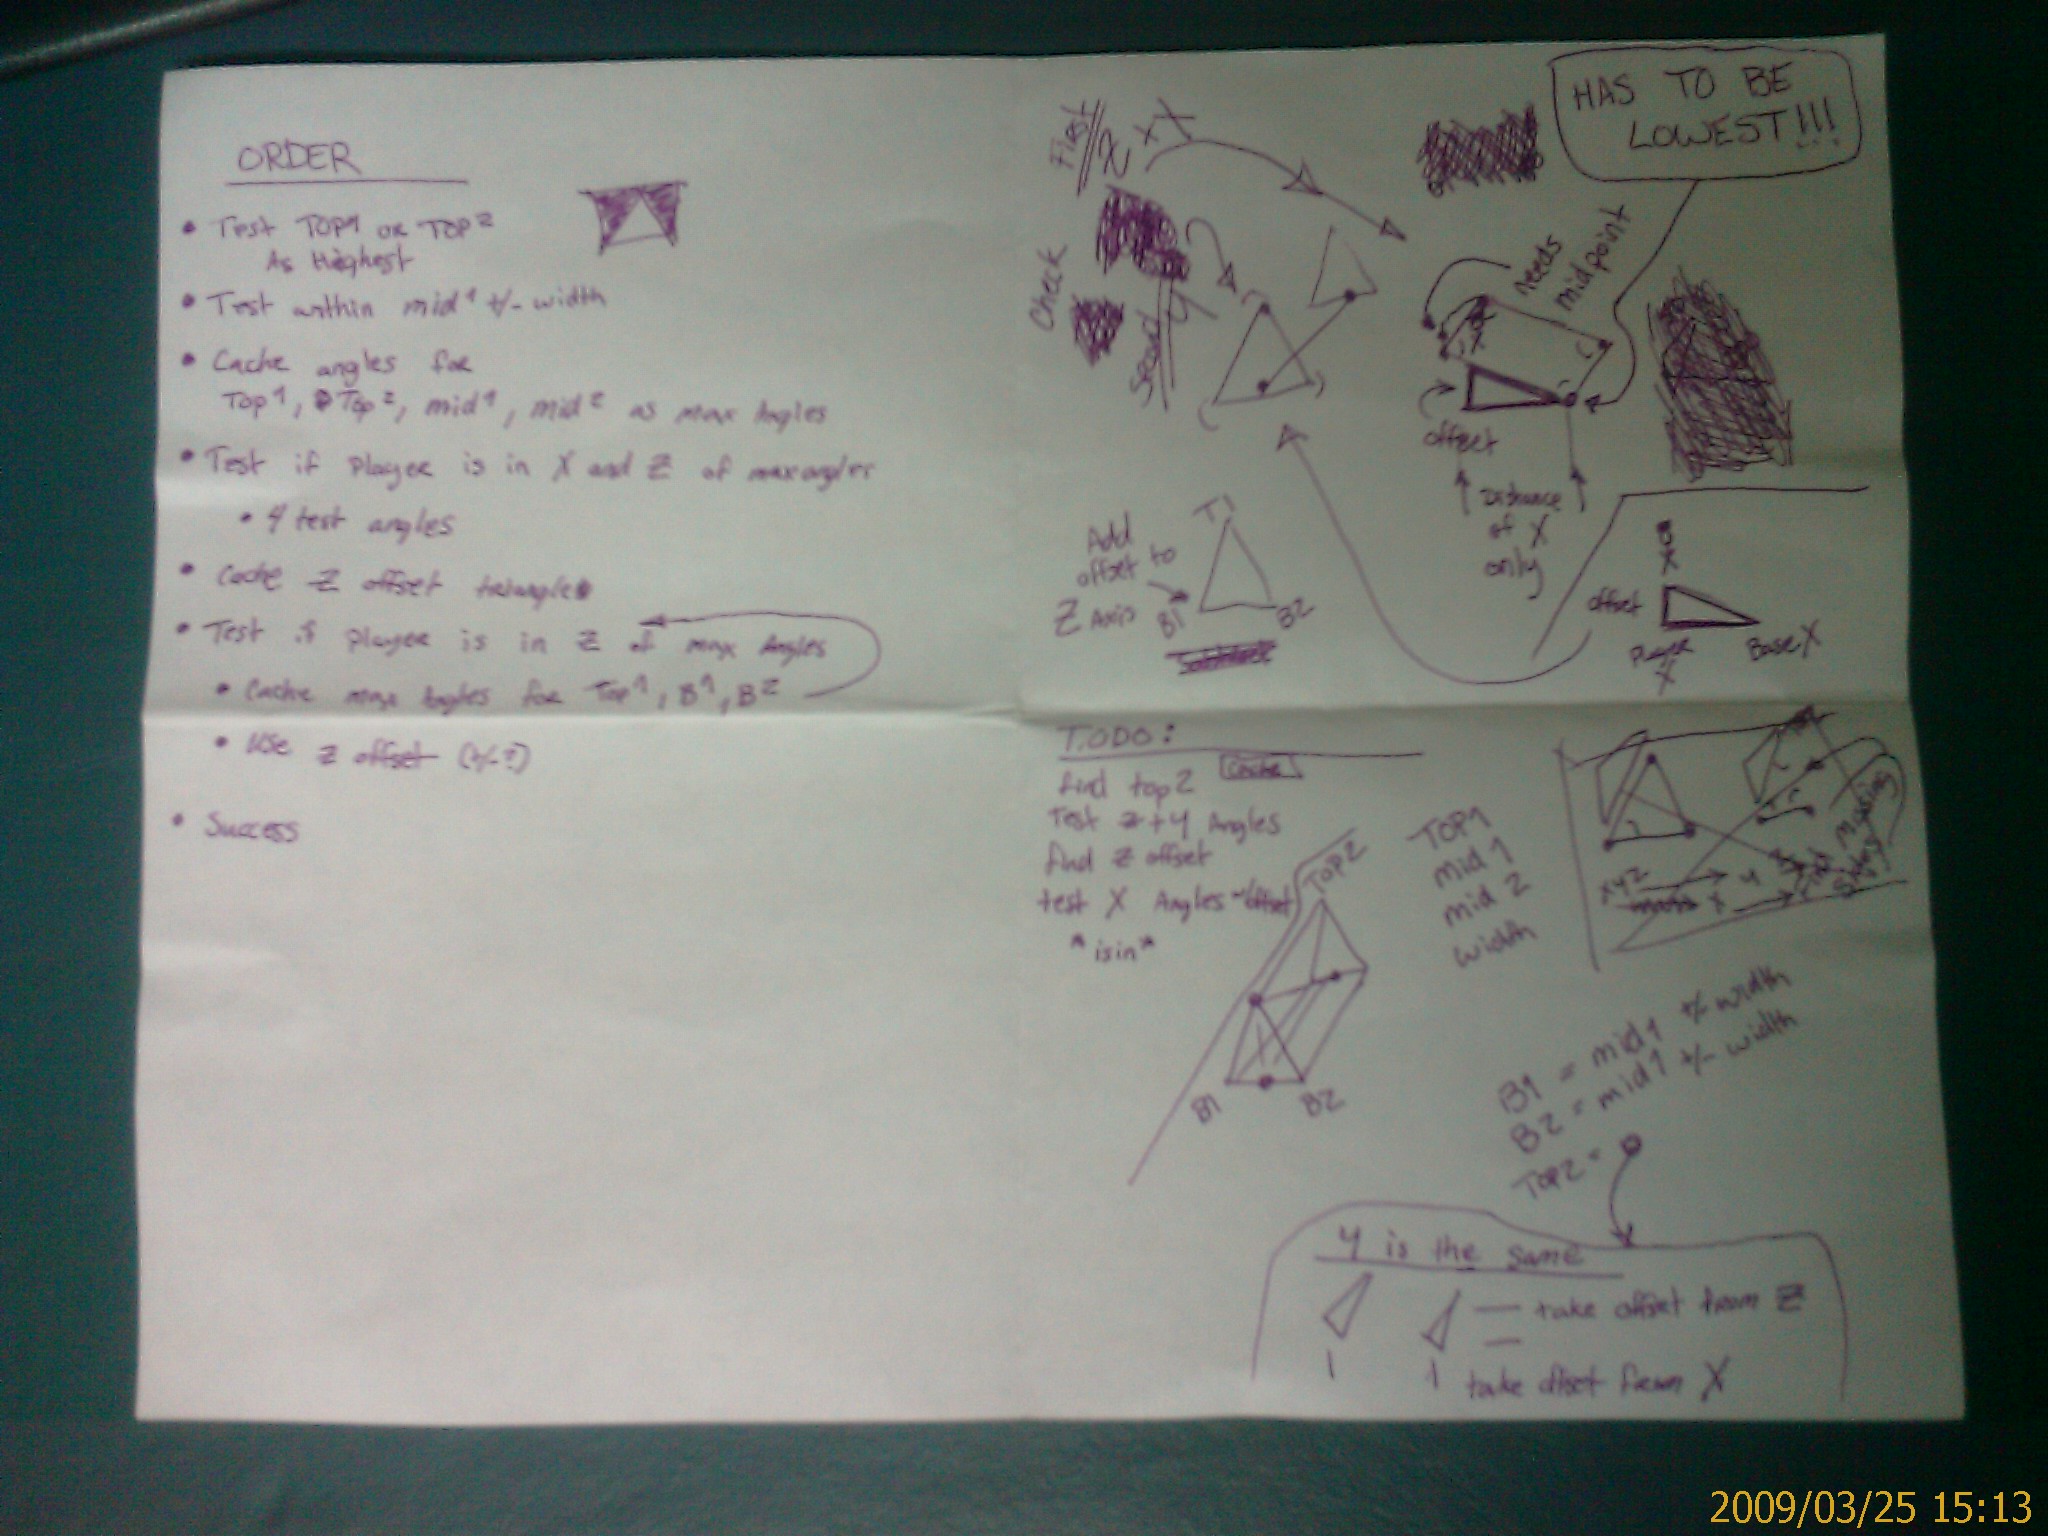 ORDER
• Test TOP1 or TOP2
As Highest
• Test within mid1 +/- width
• Cache angles for
Top1, Top2, mid1, mid2 as max angles
• Test if player is in X and Z of max angles
• 4 test angles
• Cache Z offset triangle
• Test if player is in Z of max Angles
• Cache max angles for Top1, B1, B2
• Use Z offset (+/-?)
• Success
First
X
Check
Second
Y
HAS TO BE
LOWEST!!!
needs
midpoint
X
offset
Distance
of X
only
Add
offset to
Z Axis
T1
B1
B2
offset
Player
X
Base X
TODO:
find top2
Cache
Test z+y Angles
find Z offset
test X Angles -offset
"isin"
TOP2
B1
B2
TOP1
mid 1
mid 2
width
xyz
Y
X
Find
Missing
Sides
B1 = mid1 +/- width
B2 = mid1 +/- width
TOP2 =
Y is the same
take offset from Z
take offset from X
2009/03/25 15:13